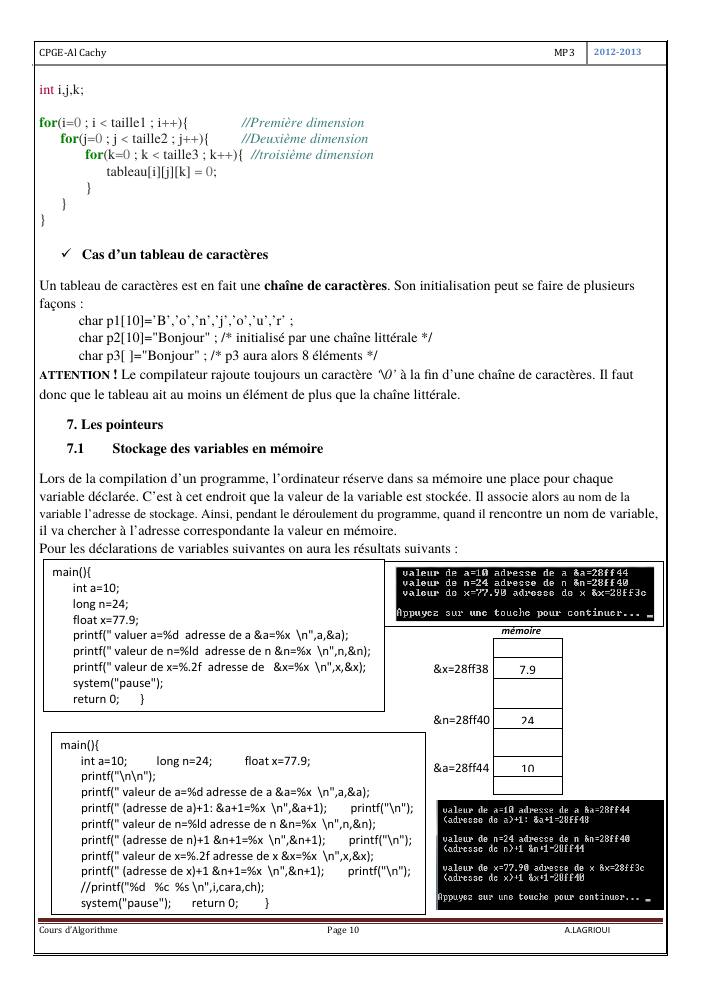 CPGE-Al Cachy MP3 2012-2013
int i,j,k;
for(i=0 ; i < taille1 ; i++){ //Première dimension
for(j=0 ; j < taille2 ; j++){ //Deuxième dimension
for(k=0 ; k < taille3 ; k++){ //troisième dimension
tableau[i][j][k] = 0;
}
}
}
✓ Cas d'un tableau de caractères
Un tableau de caractères est en fait une chaîne de caractères. Son initialisation peut se faire de plusieurs
façons :
char p1[10]='B','o','n','j','o','u','r' ;
char p2[10]="Bonjour" ; /* initialisé par une chaîne littérale */
char p3[ ]="Bonjour" ; /* p3 aura alors 8 éléments */
ATTENTION ! Le compilateur rajoute toujours un caractère '\0' à la fin d'une chaîne de caractères. Il faut
donc que le tableau ait au moins un élément de plus que la chaîne littérale.
7. Les pointeurs
7.1 Stockage des variables en mémoire
Lors de la compilation d'un programme, l'ordinateur réserve dans sa mémoire une place pour chaque
variable déclarée. C'est à cet endroit que la valeur de la variable est stockée. Il associe alors au nom de la
variable l'adresse de stockage. Ainsi, pendant le déroulement du programme, quand il rencontre un nom de variable,
il va chercher à l'adresse correspondante la valeur en mémoire.
Pour les déclarations de variables suivantes on aura les résultats suivants :
main(){
int a=10;
long n=24;
float x=77.9;
printf(" valuer a=%d adresse de a &a=%x \n",a,&a);
printf(" valeur de n=%ld adresse de n &n=%x \n",n,&n);
printf(" valeur de x=%.2f adresse de &x=%x \n",x,&x);
system("pause");
return 0; }
valeur de a=10 adresse de a &a=28ff44
valeur de n=24 adresse de n &n=28ff40
valeur de x=77.90 adresse de x &x=28ff3c
Appuyez sur une touche pour continuer... _
mémoire
&x=28ff38 7.9
&n=28ff40 24
&a=28ff44 10
main(){
int a=10; long n=24; float x=77.9;
printf("\n\n");
printf(" valeur de a=%d adresse de a &a=%x \n",a,&a);
printf(" (adresse de a)+1: &a+1=%x \n",&a+1); printf("\n");
printf(" valeur de n=%ld adresse de n &n=%x \n",n,&n);
printf(" (adresse de n)+1 &n+1=%x \n",&n+1); printf("\n");
printf(" valeur de x=%.2f adresse de x &x=%x \n",x,&x);
printf(" (adresse de x)+1 &n+1=%x \n",&n+1); printf("\n");
//printf("%d %c %s \n",i,cara,ch);
system("pause"); return 0; }
valeur de a=10 adresse de a &a=28ff44
(adresse de a)+1: &a+1=28ff48
valeur de n=24 adresse de n &n=28ff40
(adresse de n)+1 &n+1=28ff44
valeur de x=77.90 adresse de x &x=28ff3c
(adresse de x)+1 &x+1=28ff40
Appuyez sur une touche pour continuer... _
Cours d'Algorithme Page 10 A.LAGRIOUI